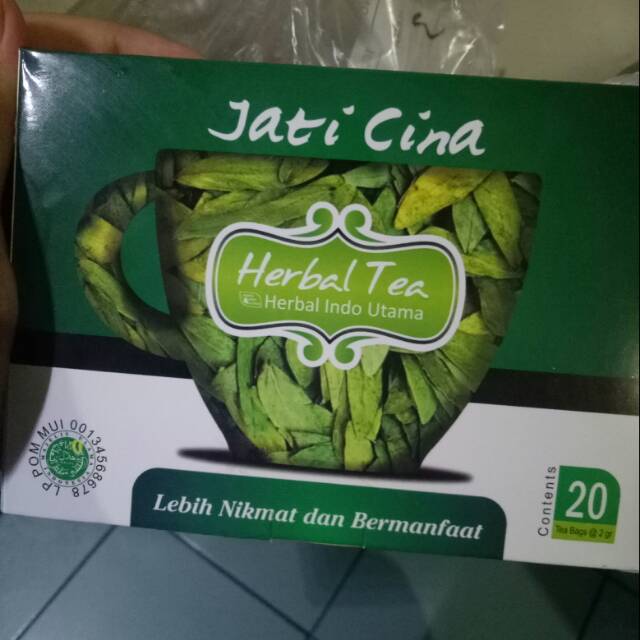 Jati Cina
Herbal Tea
Herbal Indo Utama
LP POM MUI 00134568678
Lebih Nikmat dan Bermanfaat
Contents
20
Tea Bags @ 2 gr